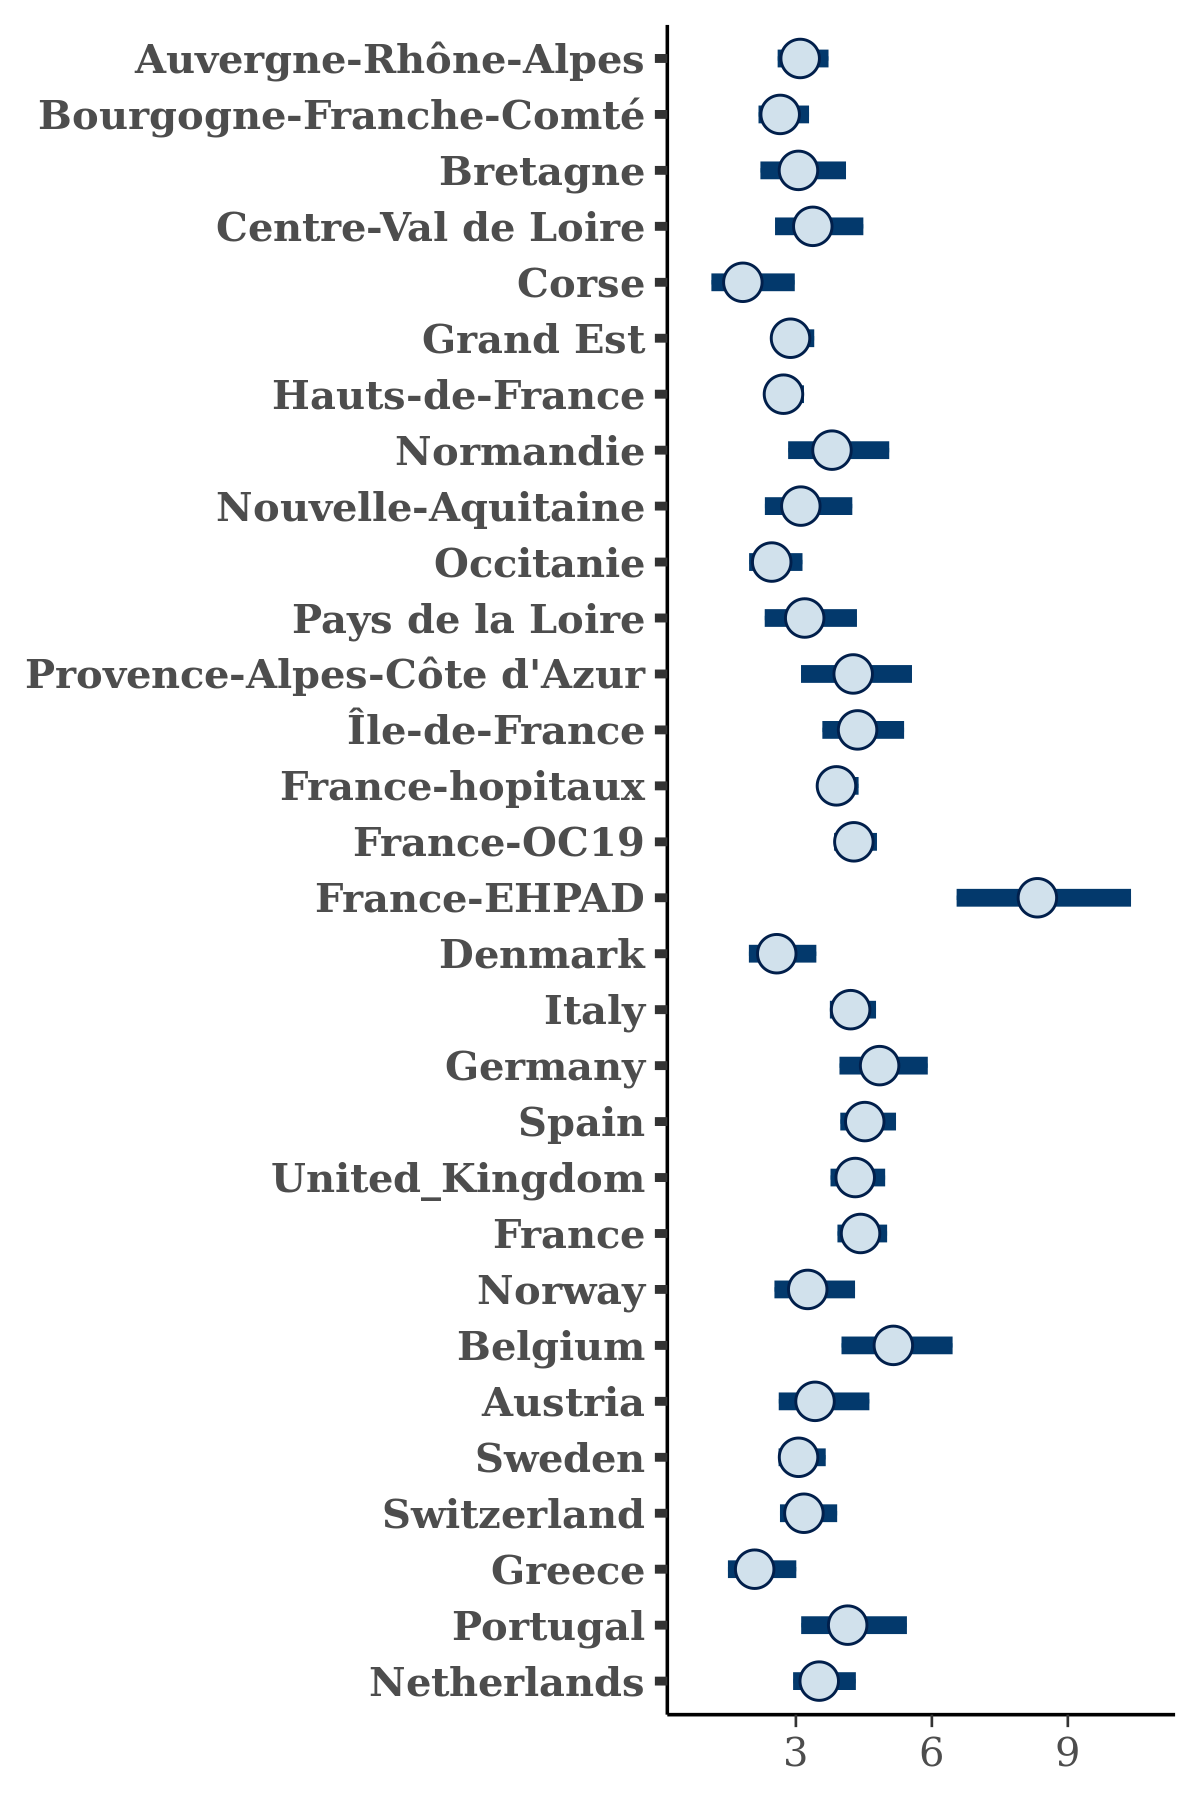 Auvergne-Rhône-Alpes
Bourgogne-Franche-Comté
Bretagne
Centre-Val de Loire
Corse
Grand Est
Hauts-de-France
Normandie
Nouvelle-Aquitaine
Occitanie
Pays de la Loire
Provence-Alpes-Côte d'Azur
Île-de-France
France-hopitaux
France-OC19
France-EHPAD
Denmark
Italy
Germany
Spain
United_Kingdom
France
Norway
Belgium
Austria
Sweden
Switzerland
Greece
Portugal
Netherlands
3 6 9